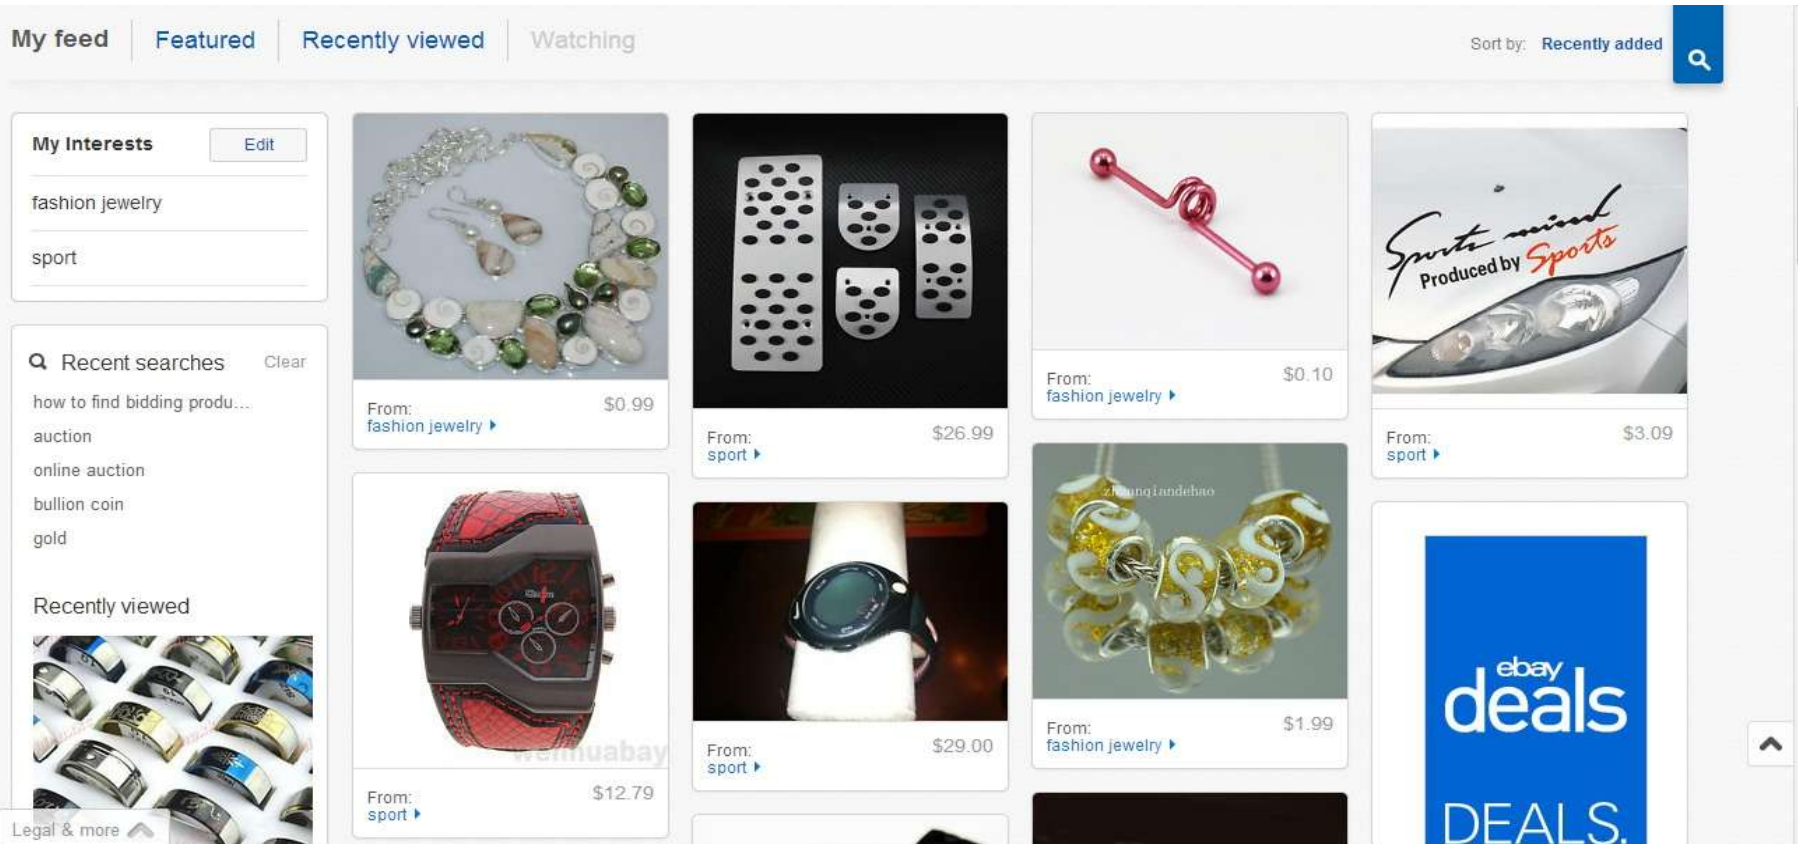 My feed
Featured
Recently viewed
Watching
Sort by: Recently added
My Interests
Edit
fashion jewelry
sport
Recent searches
Clear
how to find bidding produ...
auction
online auction
bullion coin
gold
Recently viewed
Legal & more
From:
fashion jewelry
$0.99
From:
sport
$12.79
From:
sport
$26.99
From:
sport
$29.00
From:
fashion jewelry
$0.10
From:
fashion jewelry
$1.99
Sports mind
Produced by Sports
From:
sport
$3.09
ebay
deals
DEALS.